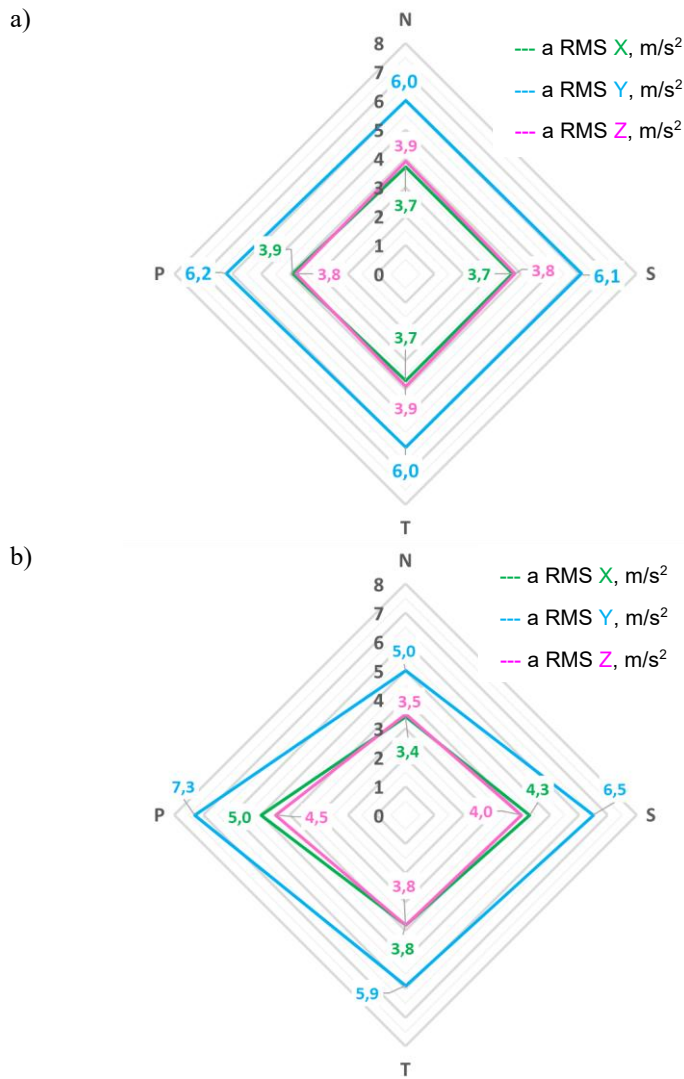 a)
N
8
7
6
5
4
3
2
1
0
--- a RMS X, m/s²
--- a RMS Y, m/s²
--- a RMS Z, m/s²
6,0
3,9
3,7
P
6,2
3,9
3,8
3,7
3,8
6,1
S
3,7
3,9
6,0
T
b)
N
8
7
6
5
4
3
2
1
0
--- a RMS X, m/s²
--- a RMS Y, m/s²
--- a RMS Z, m/s²
5,0
3,5
3,4
7,3
4,3
6,5
P
5,0
4,5
4,0
S
3,8
3,8
5,9
T